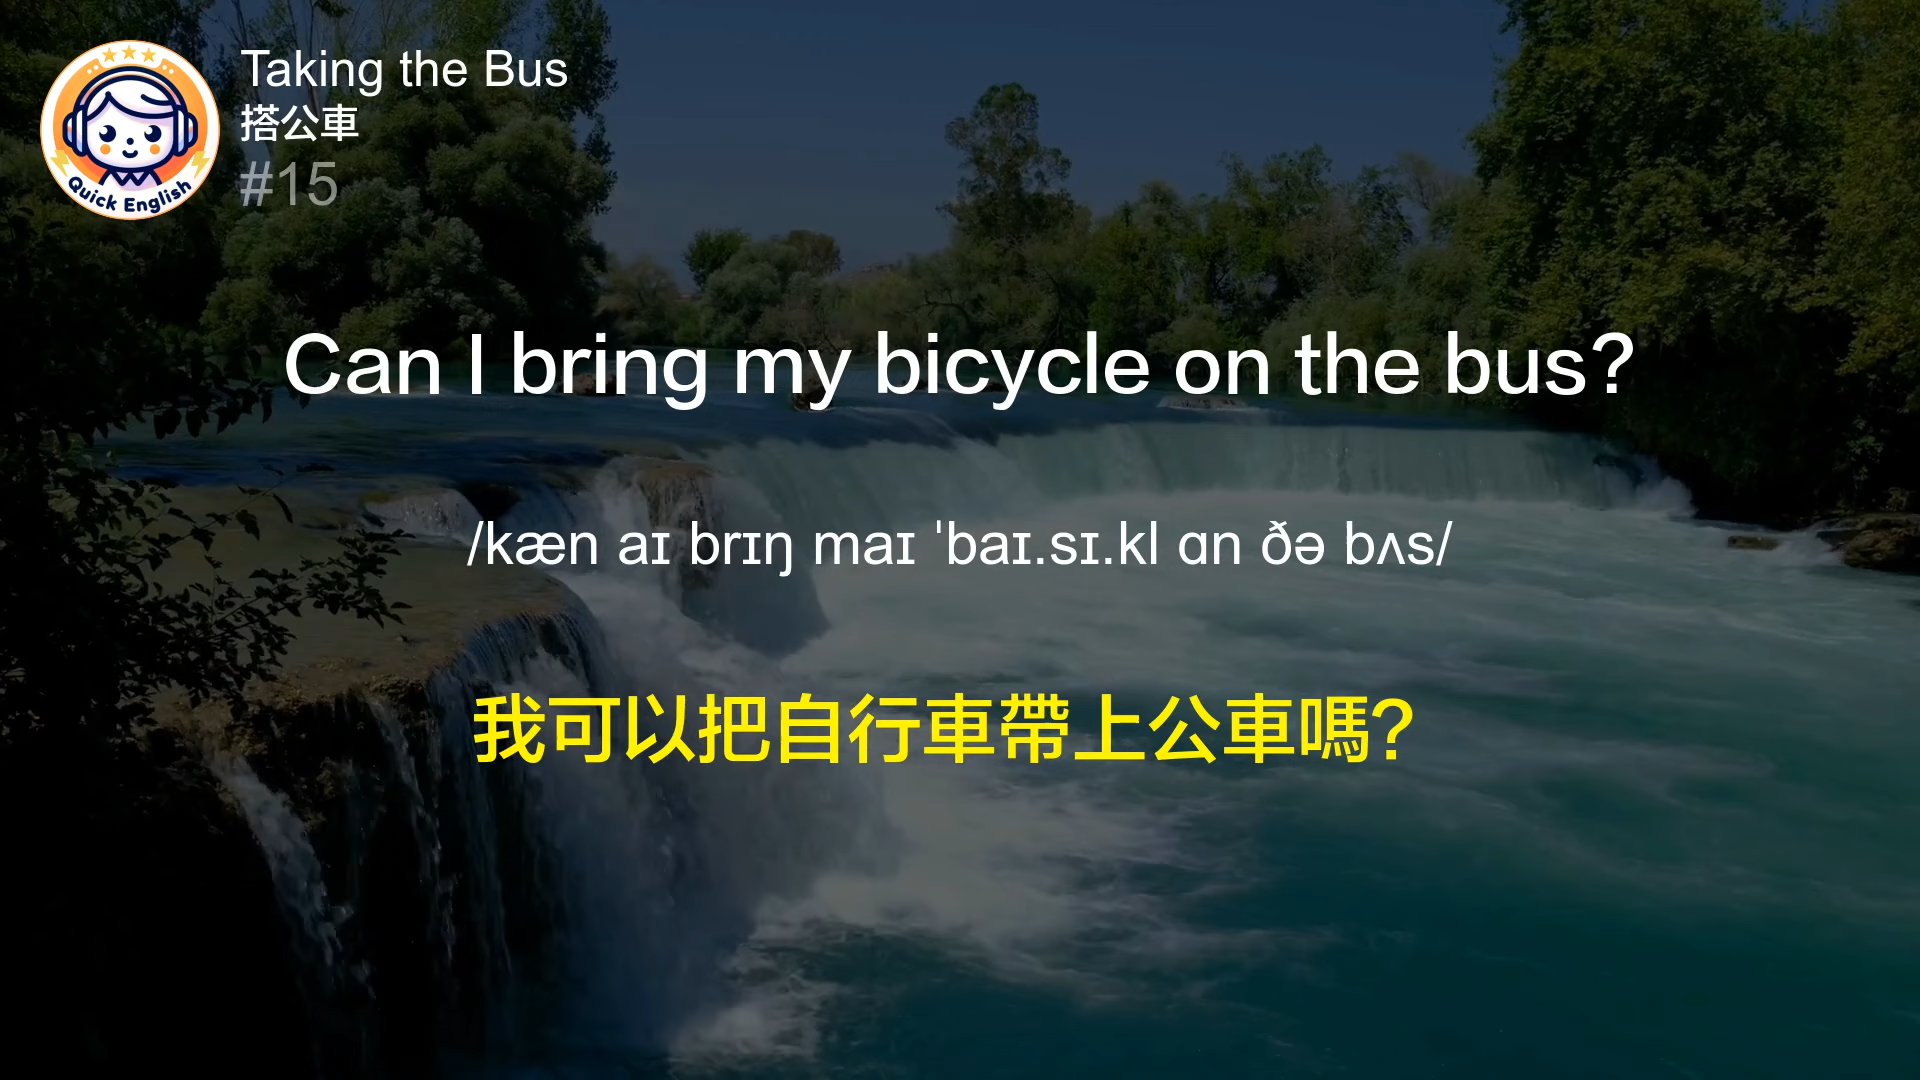 Taking the Bus
搭公車
#15
Quick English
Can I bring my bicycle on the bus?
/kæn aɪ brɪŋ maɪ ˈbaɪ.sɪ.kl ɑn ðə bʌs/
我可以把自行車帶上公車嗎?